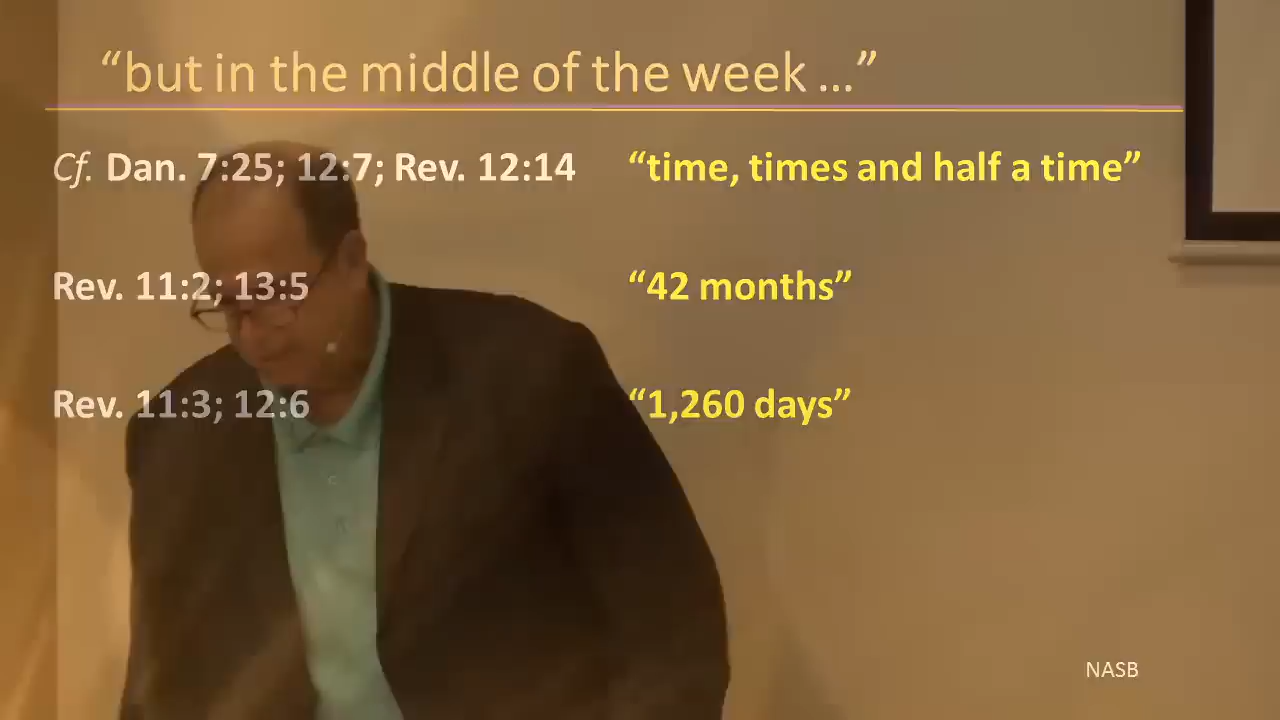 “but in the middle of the week …”
Cf. Dan. 7:25; 12:7; Rev. 12:14 “time, times and half a time”
Rev. 11:2; 13:5 “42 months”
Rev. 11:3; 12:6 “1,260 days”
NASB